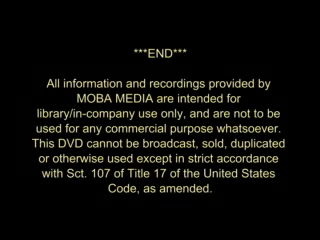 ***END***
All information and recordings provided by
MOBA MEDIA are intended for
library/in-company use only, and are not to be
used for any commercial purpose whatsoever.
This DVD cannot be broadcast, sold, duplicated
or otherwise used except in strict accordance
with Sct. 107 of Title 17 of the United States
Code, as amended.